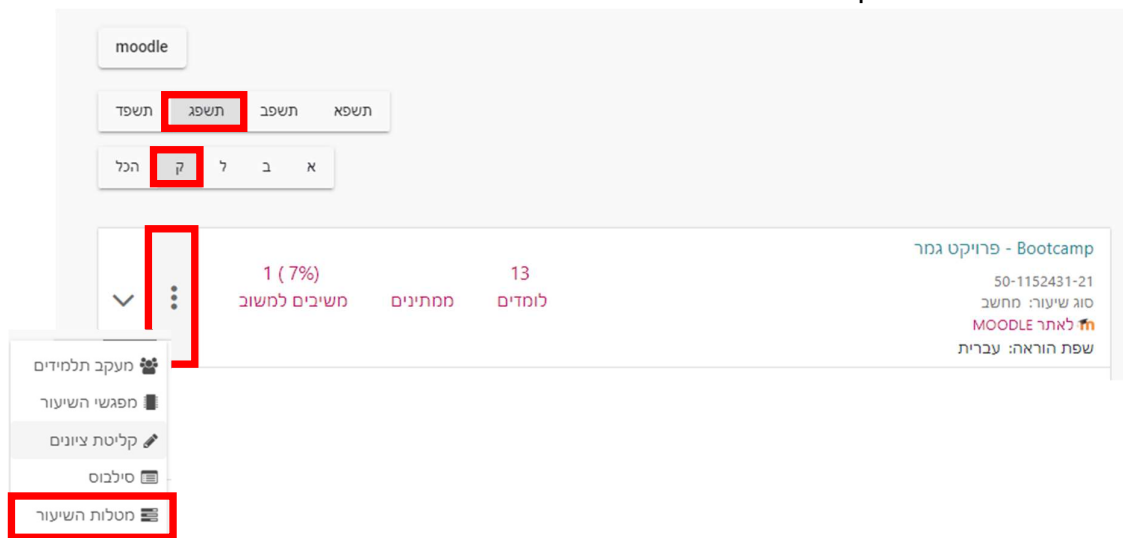 moodle
תשפא תשפב תשפג תשפד
א ב ל ק הכל
Bootcamp - פרויקט גמר
50-1152431-21
סוג שיעור: מחשב
לאתר MOODLE
שפת הוראה: עברית
13
לומדים
ממתינים
1 ( 7%)
משיבים למשוב
מעקב תלמידים
מפגשי השיעור
קליטת ציונים
סילבוס
מטלות השיעור